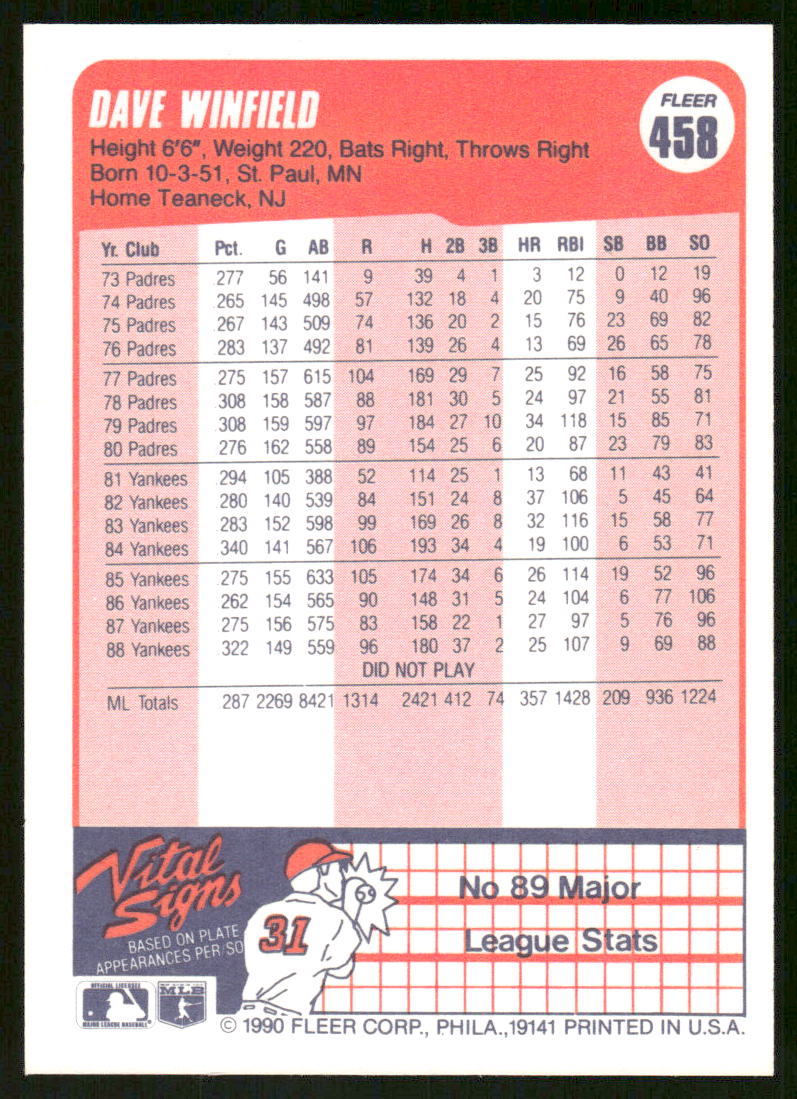 DAVE WINFIELD
FLEER
458
Height 6'6", Weight 220, Bats Right, Throws Right
Born 10-3-51, St. Paul, MN
Home Teaneck, NJ
Yr. Club Pct. G AB R H 2B 3B HR RBI SB BB SO
73 Padres .277 56 141 9 39 4 1 3 12 0 12 19
74 Padres .265 145 498 57 132 18 4 20 75 9 40 96
75 Padres .267 143 509 74 136 20 2 15 76 23 69 82
76 Padres .283 137 492 81 139 26 4 13 69 26 65 78
77 Padres .275 157 615 104 169 29 7 25 92 16 58 75
78 Padres .308 158 587 88 181 30 5 24 97 21 55 81
79 Padres .308 159 597 97 184 27 10 34 118 15 85 71
80 Padres .276 162 558 89 154 25 6 20 87 23 79 83
81 Yankees .294 105 388 52 114 25 1 13 68 11 43 41
82 Yankees .280 140 539 84 151 24 8 37 106 5 45 64
83 Yankees .283 152 598 99 169 26 8 32 116 15 58 77
84 Yankees .340 141 567 106 193 34 4 19 100 6 53 71
85 Yankees .275 155 633 105 174 34 6 26 114 19 52 96
86 Yankees .262 154 565 90 148 31 5 24 104 6 77 106
87 Yankees .275 156 575 83 158 22 1 27 97 5 76 96
88 Yankees .322 149 559 96 180 37 2 25 107 9 69 88
DID NOT PLAY
ML Totals .287 2269 8421 1314 2421 412 74 357 1428 209 936 1224
Vital
Signs
BASED ON PLATE
APPEARANCES PER/SO
31
No 89 Major
League Stats
OFFICIAL LICENSEE
MAJOR LEAGUE BASEBALL
© 1990 FLEER CORP., PHILA.,19141 PRINTED IN U.S.A.